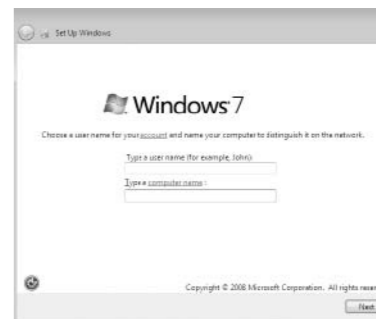 Set Up Windows
Windows 7
Choose a user name for your account and name your computer to distinguish it on the network.
Type a user name (for example, John):
Type a computer name :
Copyright © 2008 Microsoft Corporation. All rights reser
Next